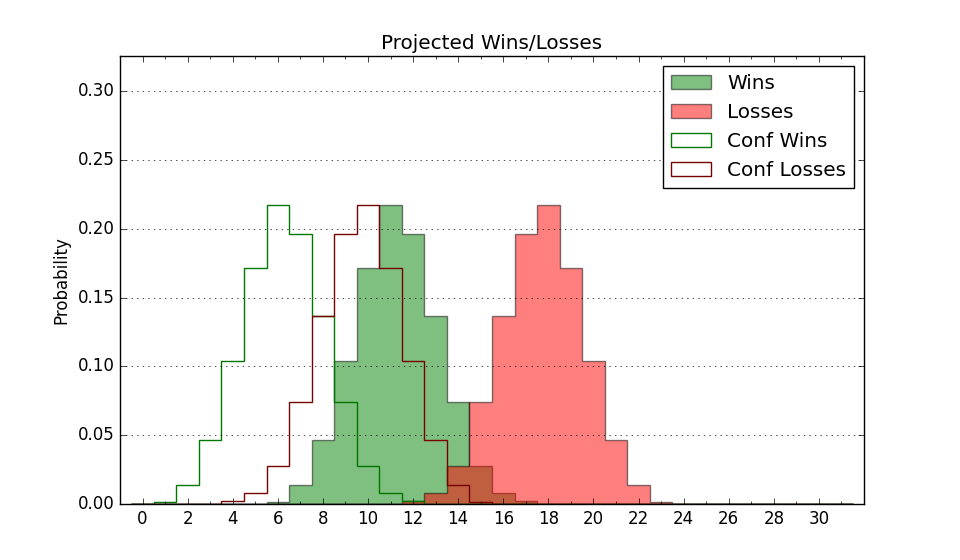 Projected Wins/Losses
Probability
0.30
0.25
0.20
0.15
0.10
0.05
0.00
Wins
Losses
Conf Wins
Conf Losses
0 2 4 6 8 10 12 14 16 18 20 22 24 26 28 30